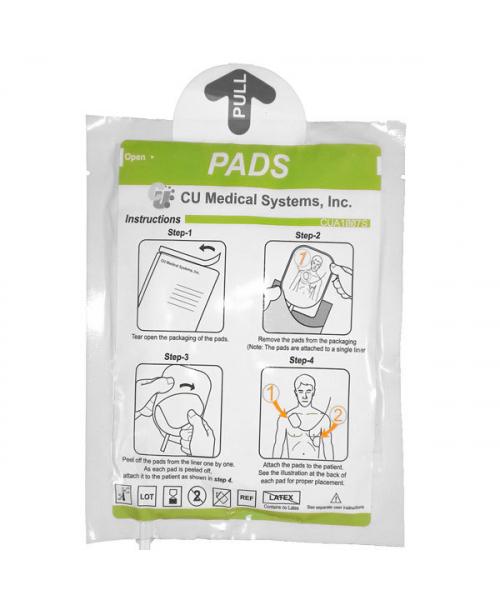 PULL
Open
PADS
CU Medical Systems, Inc.
Instructions
CUA1007S
Step-1
Step-2
CU Medical Systems, Inc.
1
Tear open the packaging of the pads.
Remove the pads from the packaging
(Note: The pads are attached to a single liner
Step-3
Step-4
1
2
Peel off the pads from the liner one by one.
As each pad is peeled off,
attach it to the patient as shown in step 4.
Attach the pads to the patient.
See the illustration at the back of
each pad for proper placement.
LOT
2
REF
LATEX
Contains no Latex
See separate user instructions